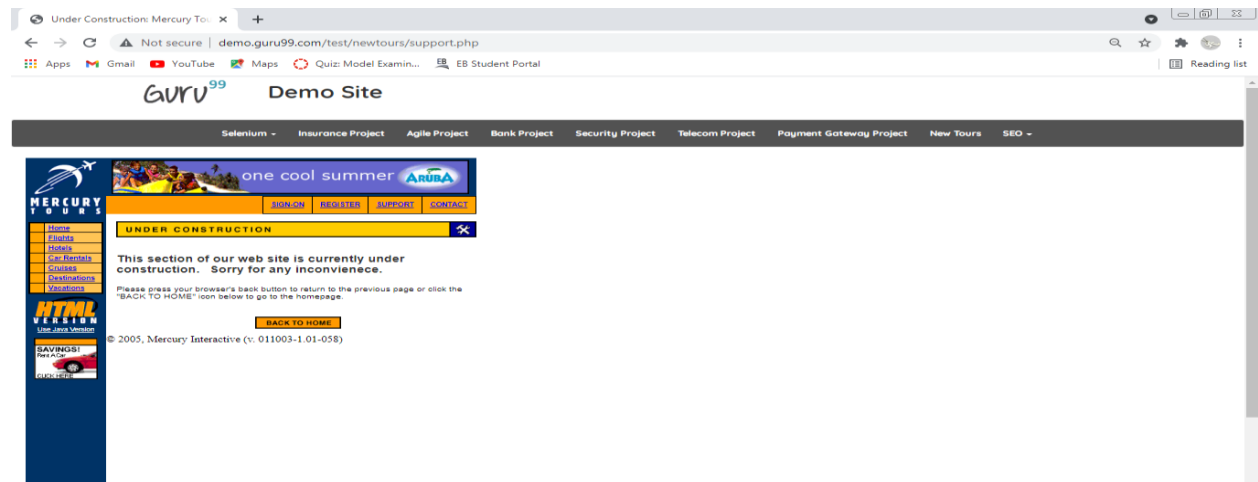 Under Construction: Mercury Tou
Not secure | demo.guru99.com/test/newtours/support.php
Apps Gmail YouTube Maps Quiz: Model Examin... EB EB Student Portal Reading list
Guru99 Demo Site
Selenium Insurance Project Agile Project Bank Project Security Project Telecom Project Payment Gateway Project New Tours SEO
one cool summer ARUBA
MERCURY
TOURS
SIGN-ON REGISTER SUPPORT CONTACT
Home
Flights
Hotels
Car Rentals
Cruises
Destinations
Vacations
HTML
VERSION
Use Java Version
SAVINGS!
Rent A Car
CLICK HERE
UNDER CONSTRUCTION
This section of our web site is currently under
construction. Sorry for any inconvienece.
Please press your browser's back button to return to the previous page or click the
"BACK TO HOME" icon below to go to the homepage.
BACK TO HOME
© 2005, Mercury Interactive (v. 011003-1.01-058)